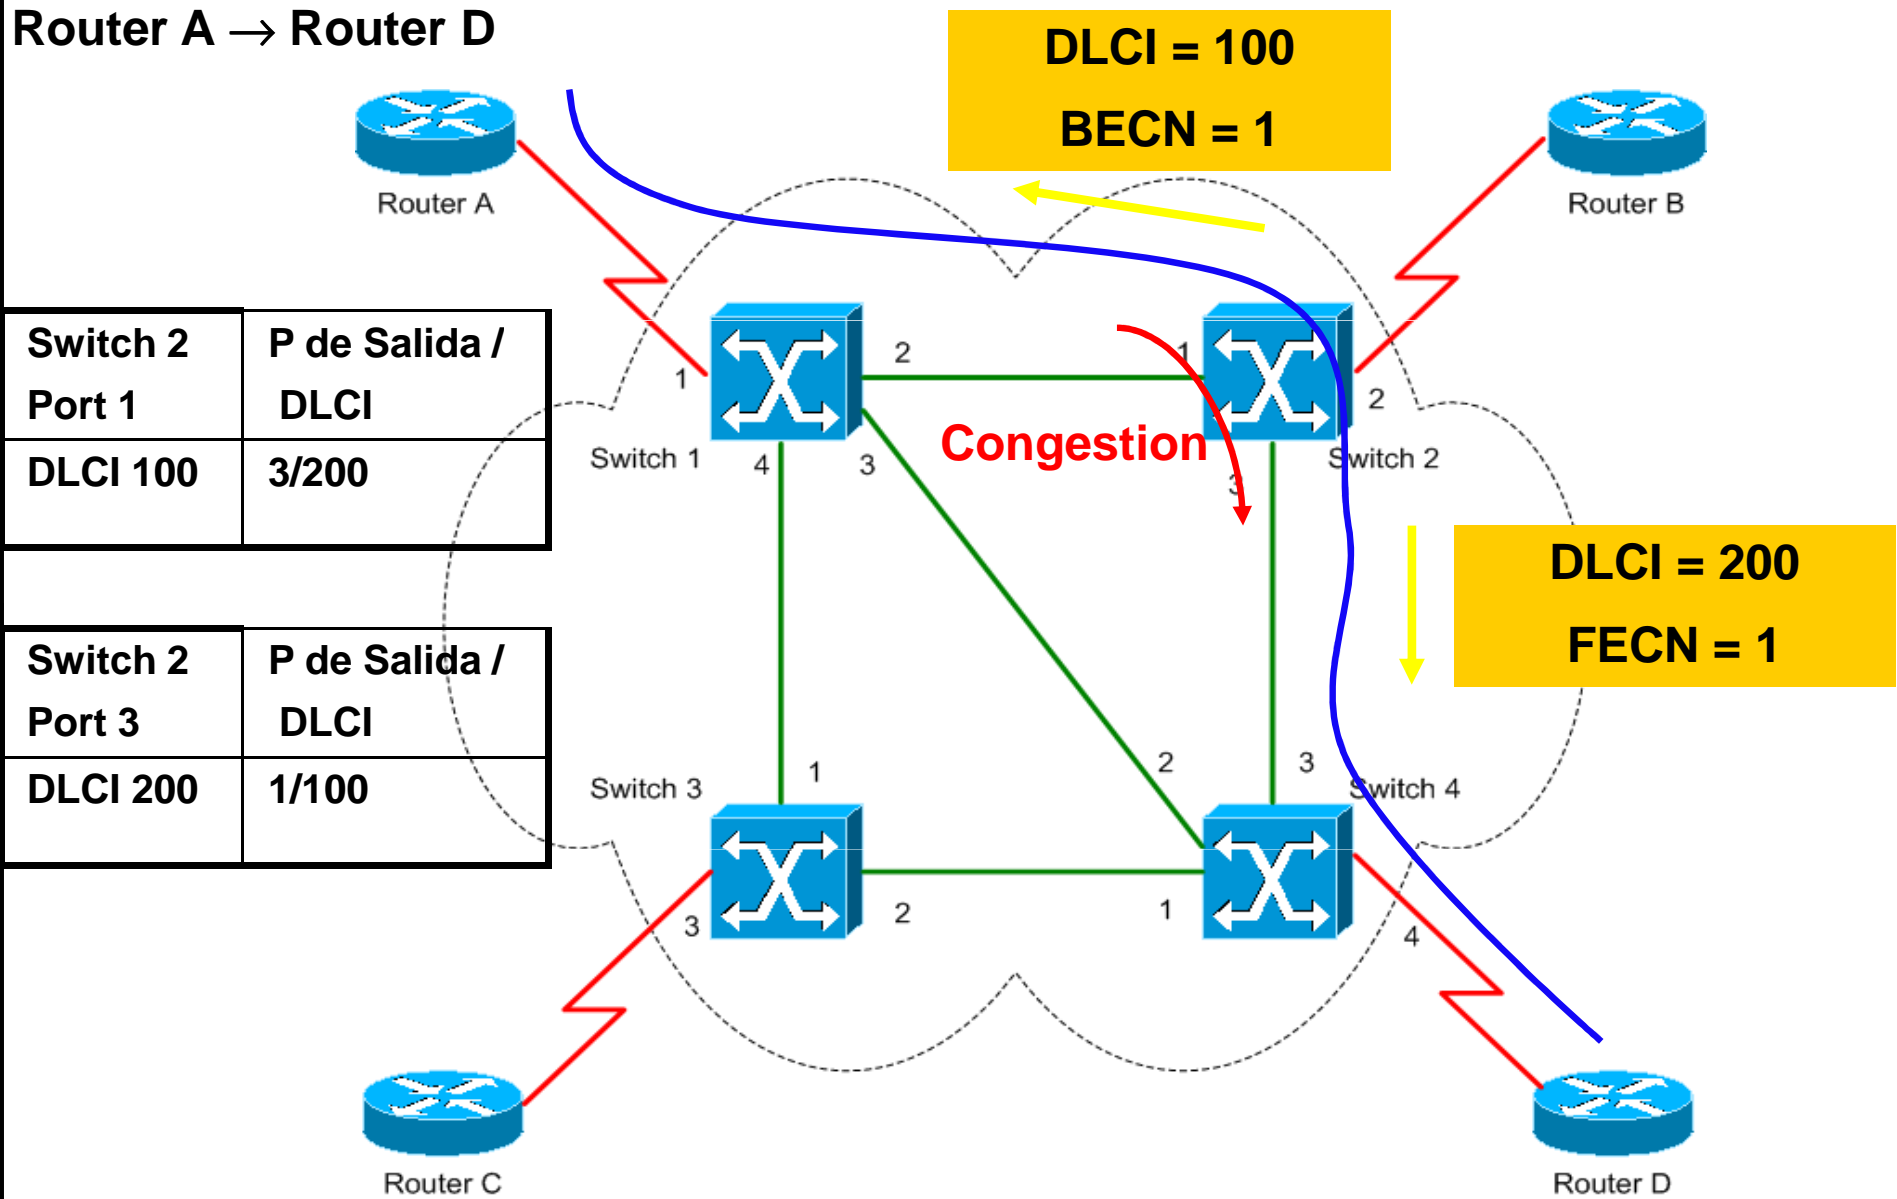 Router A → Router D
DLCI = 100
BECN = 1
Router A
Router B
Switch 2 Port 1
P de Salida / DLCI
DLCI 100
3/200
Switch 2 Port 3
P de Salida / DLCI
DLCI 200
1/100
1
2
Switch 1
4
3
1
2
Switch 2
3
Congestion
DLCI = 200
FECN = 1
Switch 3
1
3
2
2
3
Switch 4
1
4
Router C
Router D